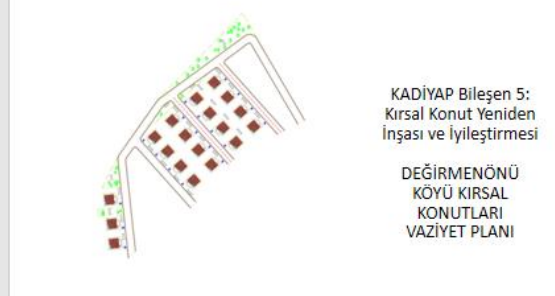 KADİYAP Bileşen 5:
Kırsal Konut Yeniden
İnşası ve İyileştirmesi
DEĞİRMENÖNÜ
KÖYÜ KIRSAL
KONUTLARI
VAZİYET PLANI